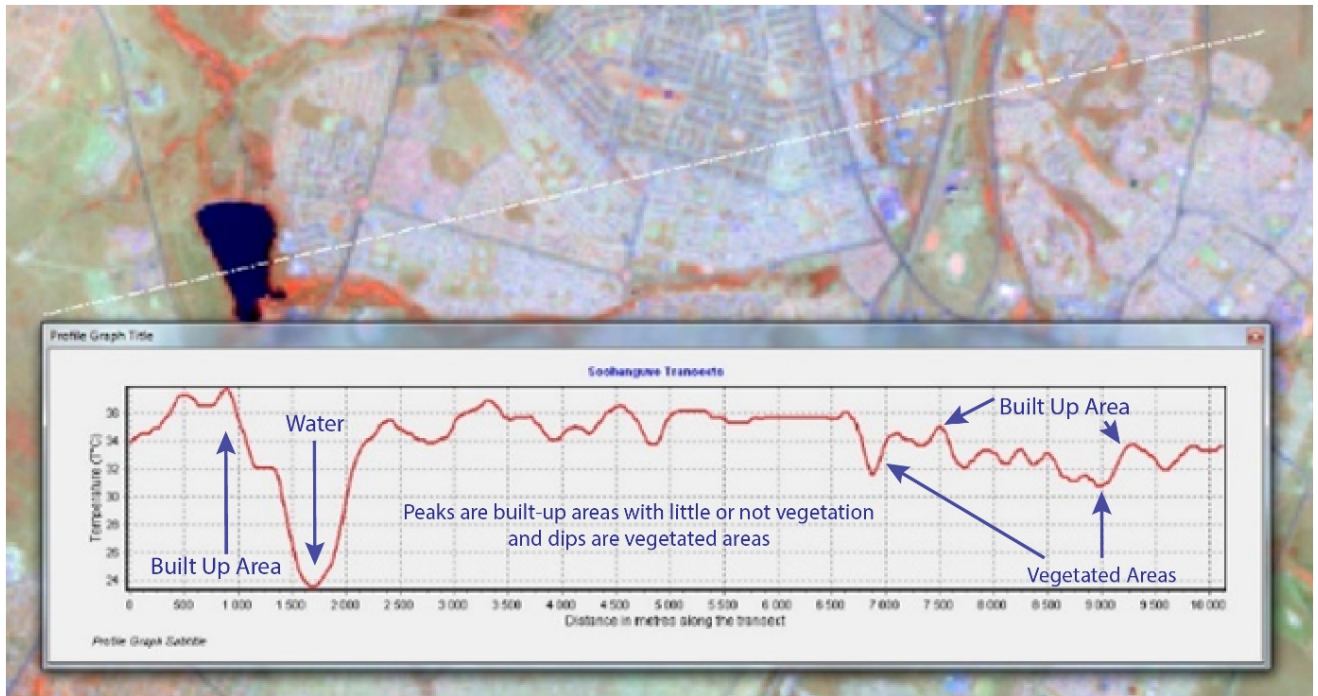 Profile Graph Title
Soshanguve Transects
Temperature (T°C)
36
34
32
30
28
26
24
Built Up Area
Water
Peaks are built-up areas with little or not vegetation
and dips are vegetated areas
Built Up Area
Vegetated Areas
0 500 1 000 1 500 2 000 2 500 3 000 3 500 4 000 4 500 5 000 5 500 6 000 6 500 7 000 7 500 8 000 8 500 9 000 9 500 10 000
Distance in metres along the transect
Profile Graph Subtitle